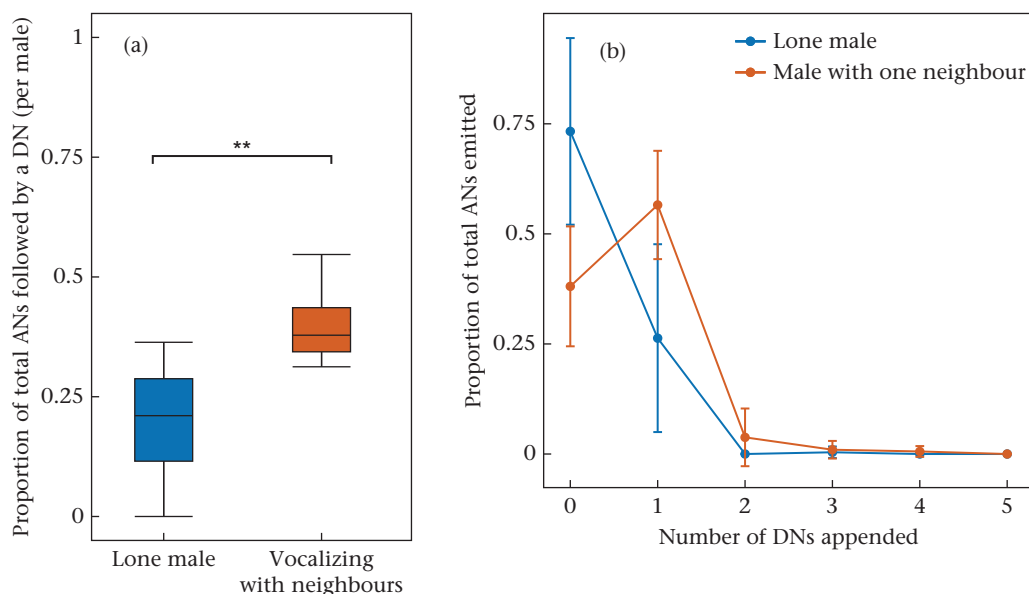 (a)
Proportion of total ANs followed by a DN (per male)
1
0.75
0.5
0.25
0
**
Lone male
Vocalizing
with neighbours
(b)
Lone male
Male with one neighbour
Proportion of total ANs emitted
0.75
0.5
0.25
0
0 1 2 3 4 5
Number of DNs appended